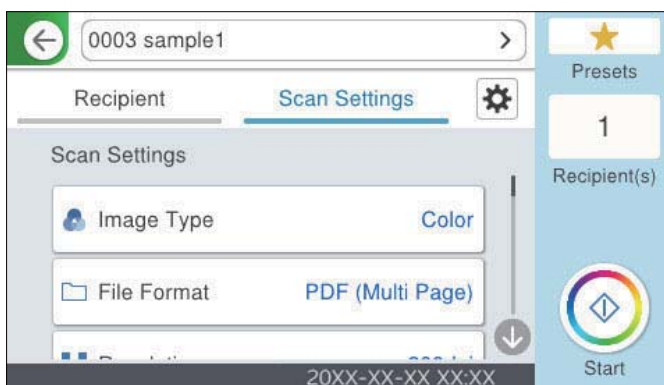 0003 sample1
Presets
Recipient
Scan Settings
1
Recipient(s)
Scan Settings
Image Type
Color
File Format
PDF (Multi Page)
20XX-XX-XX XX:XX
Start